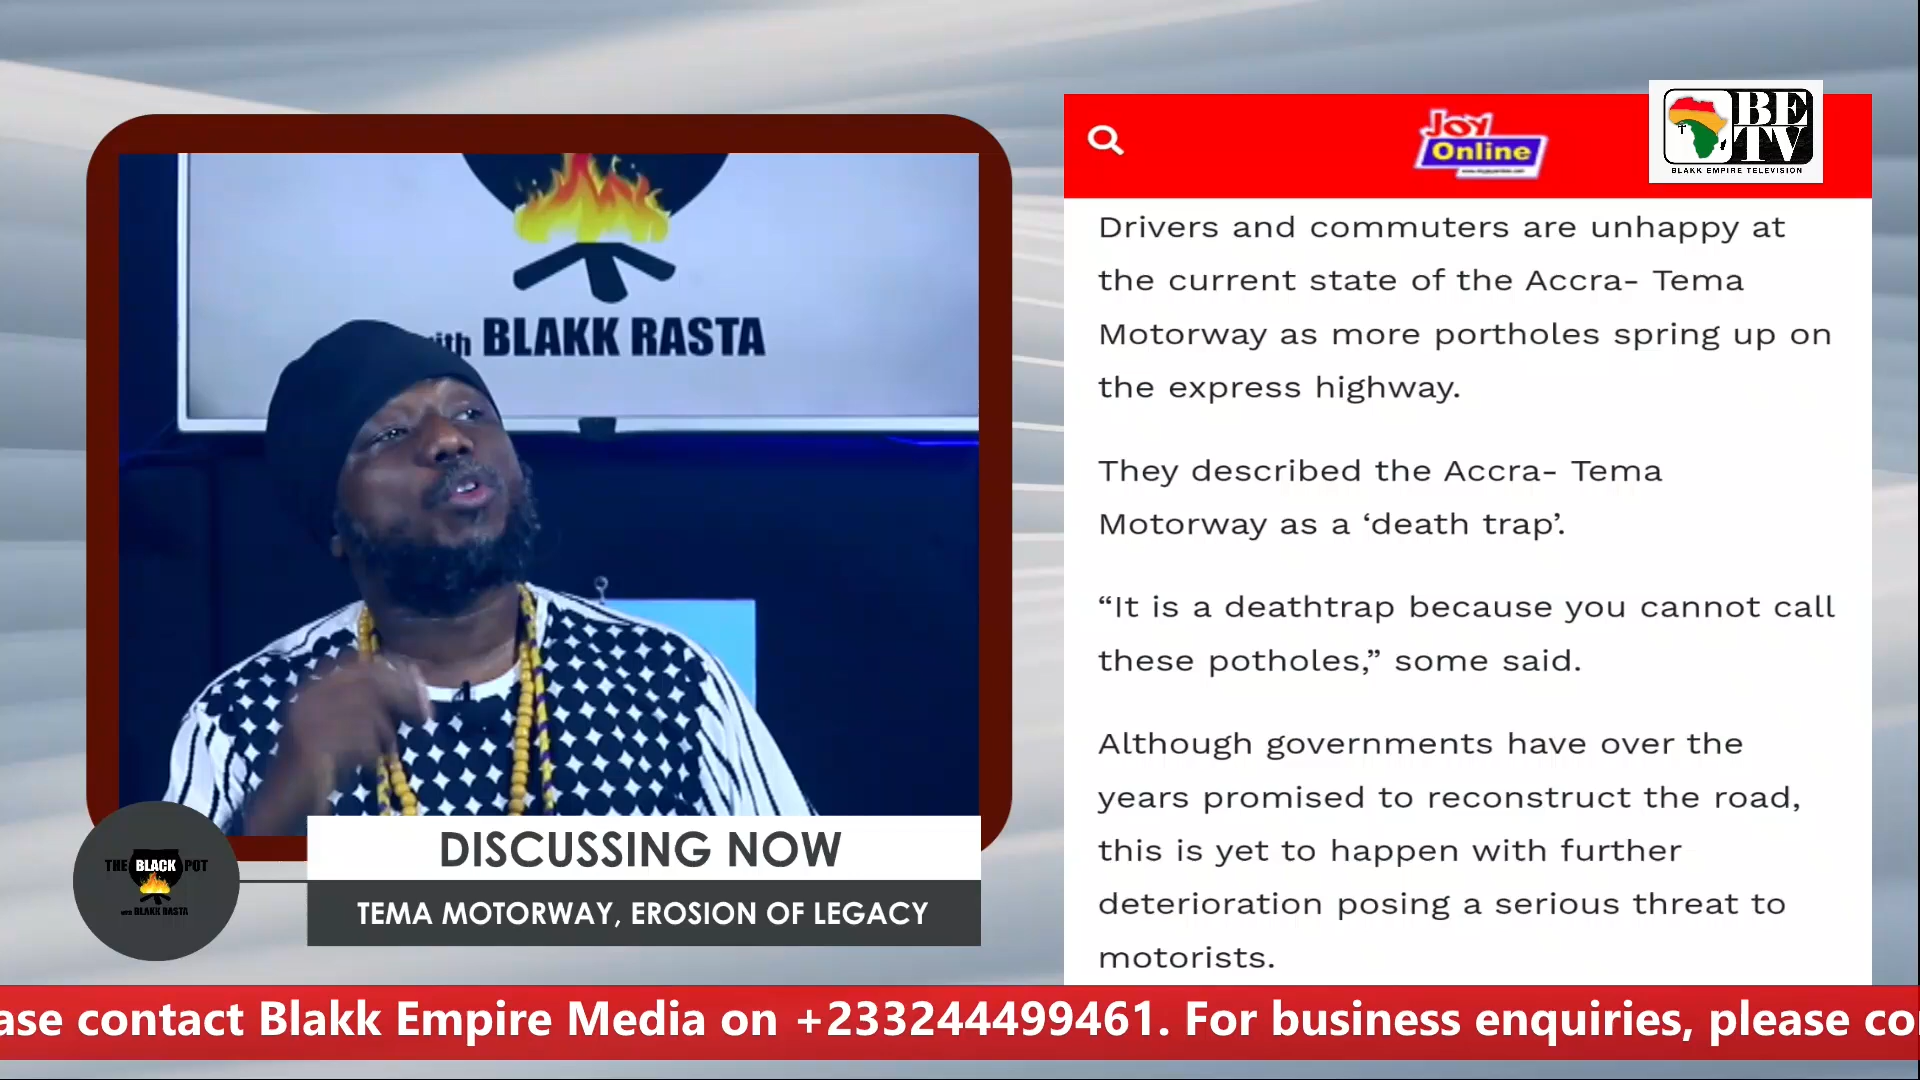 BE
TV
BLAKK EMPIRE TELEVISION
Joy
Online
with BLAKK RASTA
Drivers and commuters are unhappy at
the current state of the Accra- Tema
Motorway as more portholes spring up on
the express highway.
They described the Accra- Tema
Motorway as a ‘death trap’.
“It is a deathtrap because you cannot call
these potholes,” some said.
Although governments have over the
years promised to reconstruct the road,
this is yet to happen with further
deterioration posing a serious threat to
motorists.
DISCUSSING NOW
TEMA MOTORWAY, EROSION OF LEGACY
THE BLACK POT
WITH BLAKK RASTA
ase contact Blakk Empire Media on +233244499461. For business enquiries, please co